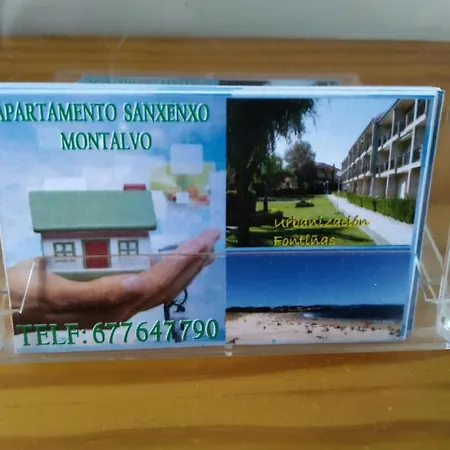 APARTAMENTO SANXENXO
MONTALVO
Urbanización
Fontiñas
TELF: 677647790